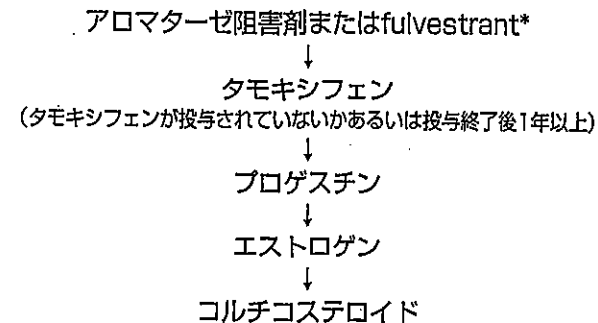 アロマターゼ阻害剤またはfulvestrant*
↓
タモキシフェン
（タモキシフェンが投与されていないかあるいは投与終了後1年以上）
↓
プロゲスチン
↓
エストロゲン
↓
コルチコステロイド